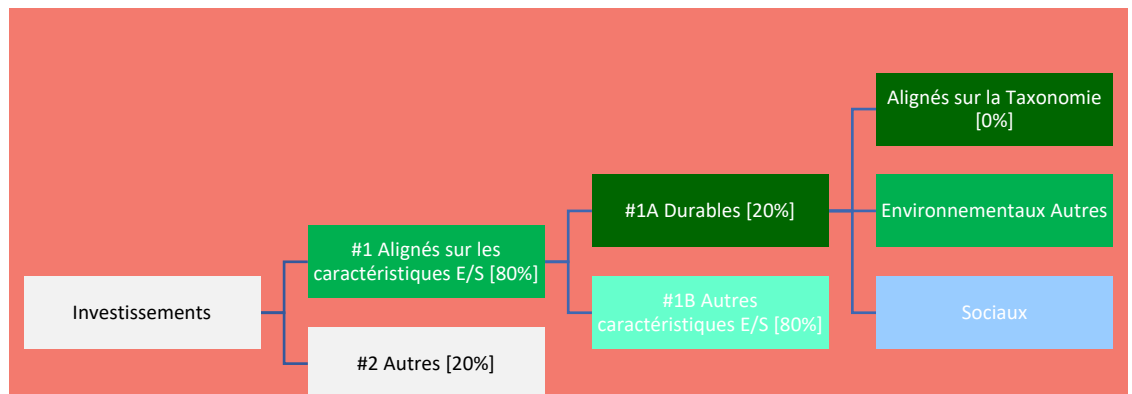 Investissements
#1 Alignés sur les
caractéristiques E/S [80%]
#2 Autres [20%]
#1A Durables [20%]
#1B Autres
caractéristiques E/S [80%]
Alignés sur la Taxonomie
[0%]
Environnementaux Autres
Sociaux